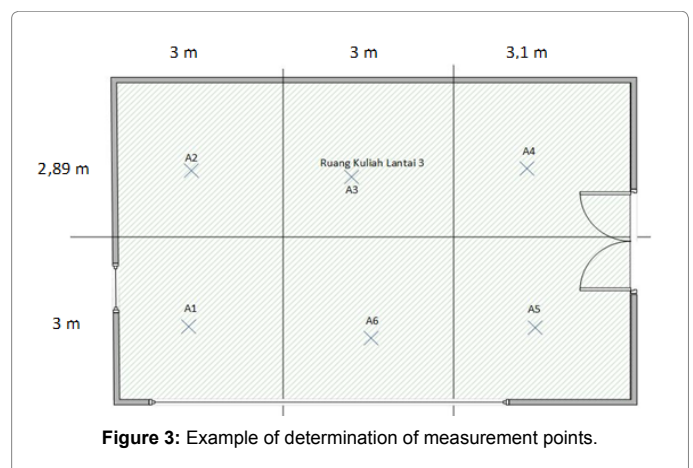 3 m 3 m 3,1 m
2,89 m
A2
Ruang Kuliah Lantai 3
A3
A4
3 m
A1
A6
A5
Figure 3: Example of determination of measurement points.